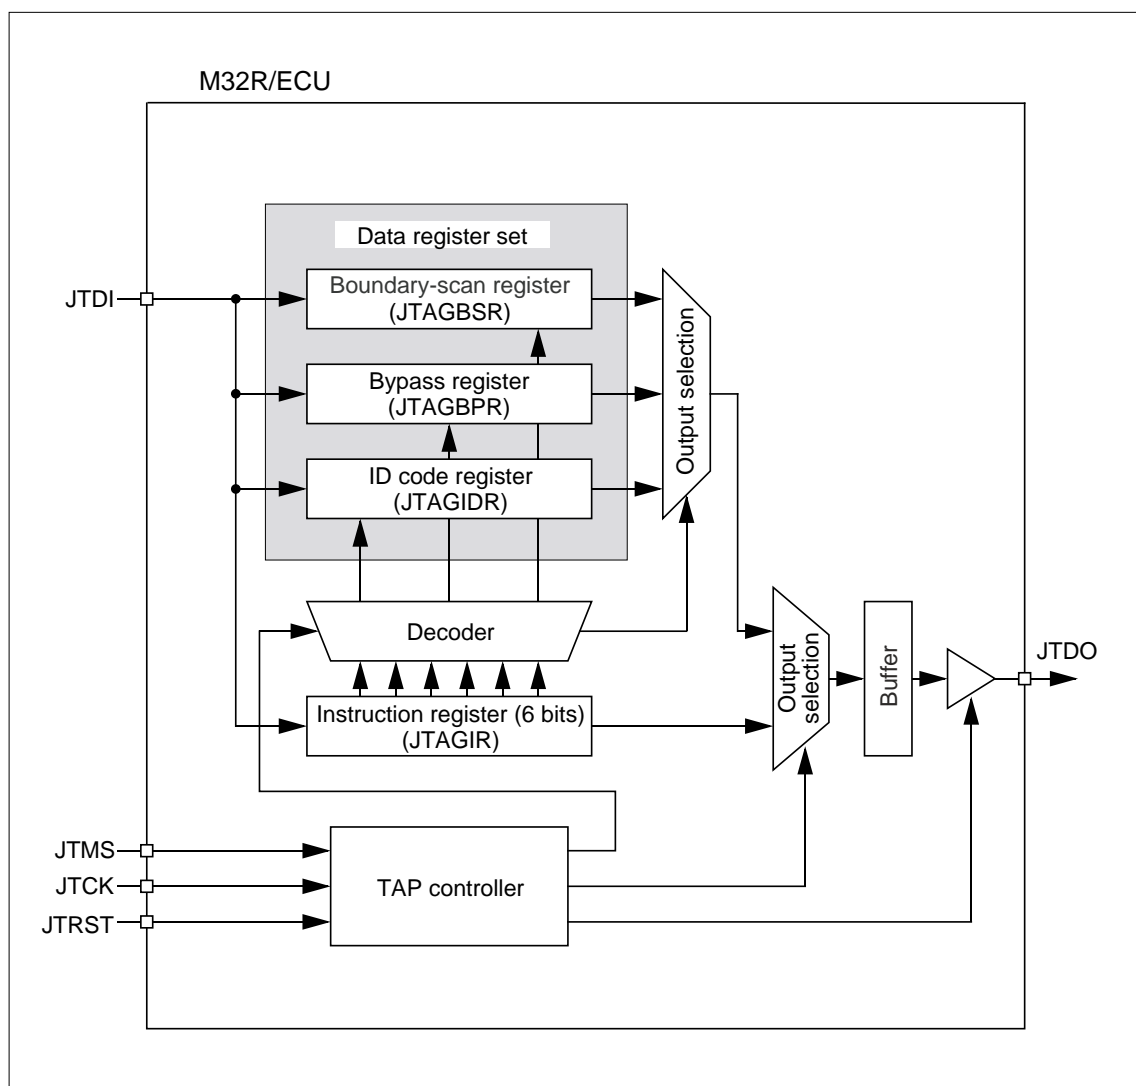 M32R/ECU
Data register set
JTDI
Boundary-scan register
(JTAGBSR)
Bypass register
(JTAGBPR)
ID code register
(JTAGIDR)
Output selection
Decoder
Instruction register (6 bits)
(JTAGIR)
Output
selection
Buffer
JTDO
JTMS
JTCK
JTRST
TAP controller